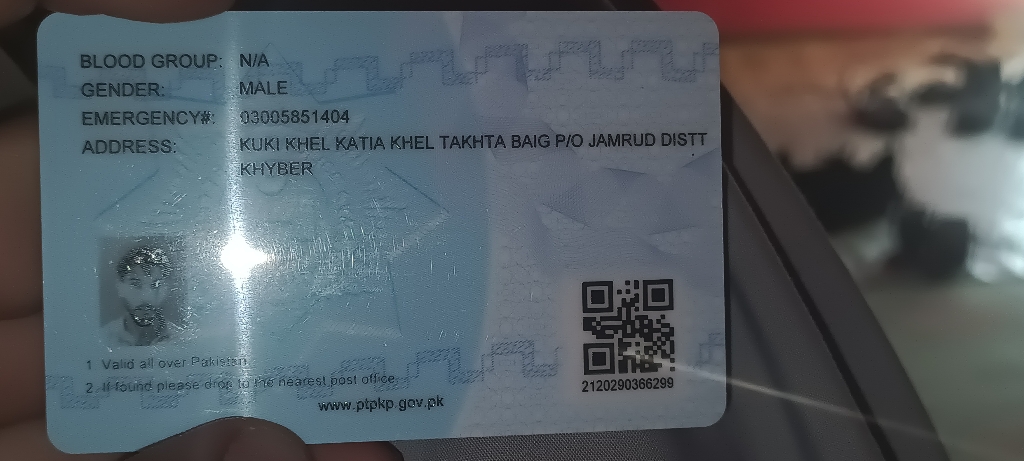 BLOOD GROUP: N/A
GENDER: MALE
EMERGENCY#: 03005851404
ADDRESS: KUKI KHEL KATIA KHEL TAKHTA BAIG P/O JAMRUD DISTT
KHYBER
1 Valid all over Pakistan
2. If found please drop to the nearest post office
www.ptpkp.gov.pk
2120290366299